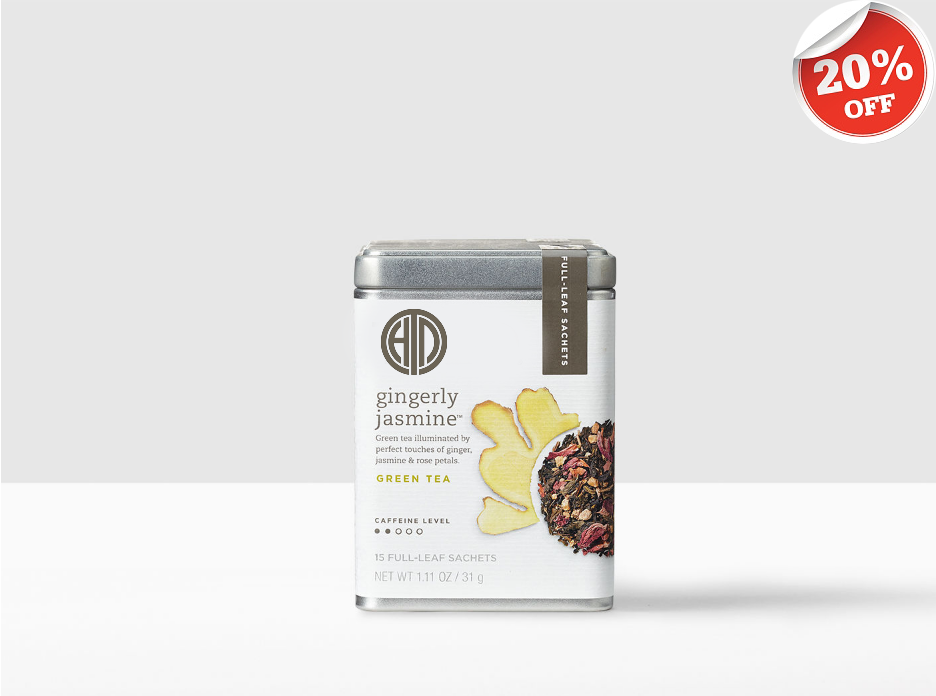 20%
OFF
FULL-LEAF SACHETS
HTD
gingerly
jasmine™
Green tea illuminated by
perfect touches of ginger,
jasmine & rose petals.
GREEN TEA
CAFFEINE LEVEL
15 FULL-LEAF SACHETS
NET WT 1.11 OZ / 31 g